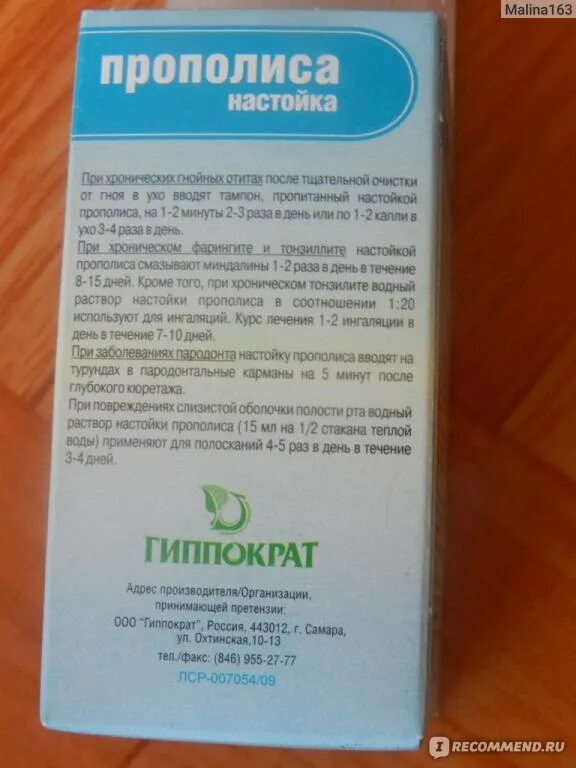 Malina163
прополиса
настойка
При хронических гнойных отитах после тщательной очистки
от гноя в ухо вводят тампон, пропитанный настойкой
прополиса, на 1-2 минуты 2-3 раза в день или по 1-2 капли в
ухо 3-4 раза в день.
При хроническом фарингите и тонзиллите настойкой
прополиса смазывают миндалины 1-2 раза в день в течение
8-15 дней. Кроме того, при хроническом тонзилите водный
раствор настойки прополиса в соотношении 1:20
используют для ингаляций. Курс лечения 1-2 ингаляции в
день в течение 7-10 дней.
При заболеваниях пародонта настойку прополиса вводят на
турундах в пародонтальные карманы на 5 минут после
глубокого кюретажа.
При повреждениях слизистой оболочки полости рта водный
раствор настойки прополиса (15 мл на 1/2 стакана теплой
воды) применяют для полосканий 4-5 раз в день в течение
3-4 дней.
ГИППОКРАТ
Адрес производителя/Организации,
принимающей претензии:
ООО "Гиппократ", Россия, 443012, г. Самара,
ул. Охтинская,10-13
тел./факс: (846) 955-27-77
ЛСР-007054/09
IRECOMMEND.RU